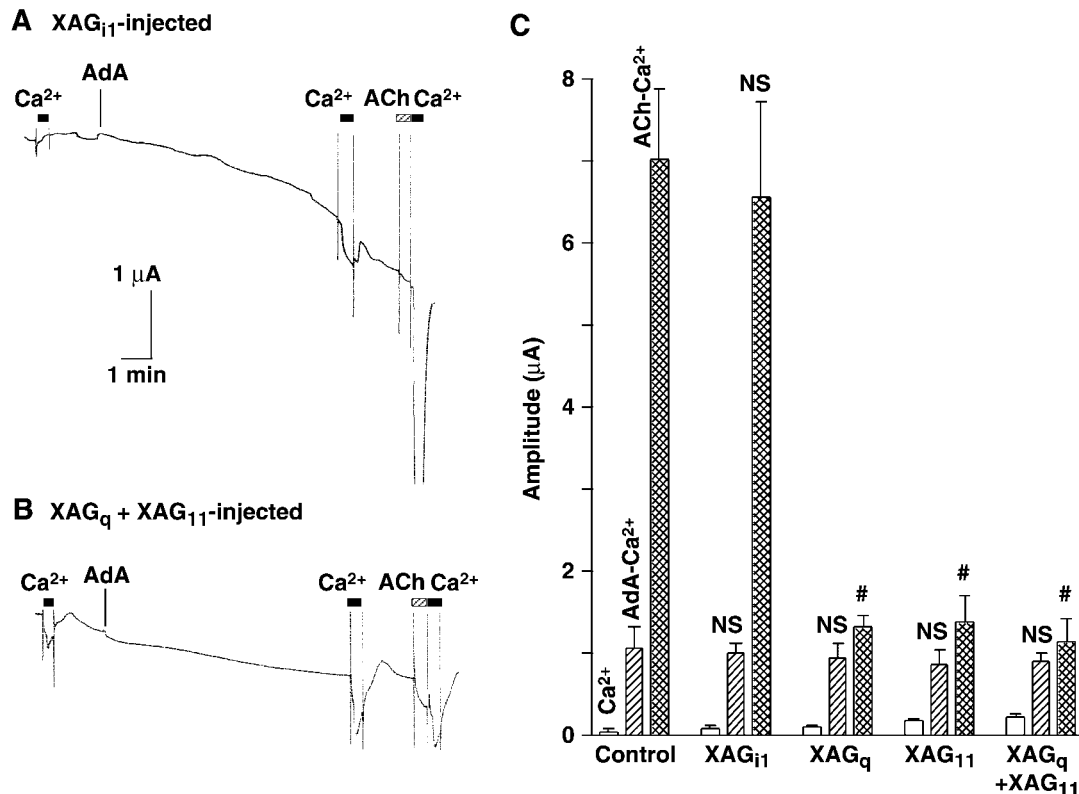 A XAGi1-injected
AdA
Ca2+
Ca2+ ACh Ca2+
1 μA
1 min
B XAGq + XAG11-injected
Ca2+ AdA
Ca2+ ACh Ca2+
C
8
6
4
2
0
Amplitude (μA)
Ca2+
AdA-Ca2+
ACh-Ca2+
NS
NS
NS
#
NS
#
NS
#
Control
XAGi1
XAGq
XAG11
XAGq
+XAG11